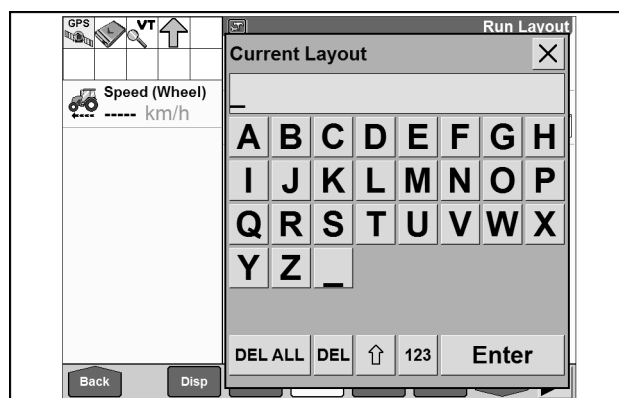 GPS
VT
Run Layout
Speed (Wheel)
----- km/h
Current Layout
_
A B C D E F G H
I J K L M N O P
Q R S T U V W X
Y Z _
DEL ALL DEL 123 Enter
Back Disp